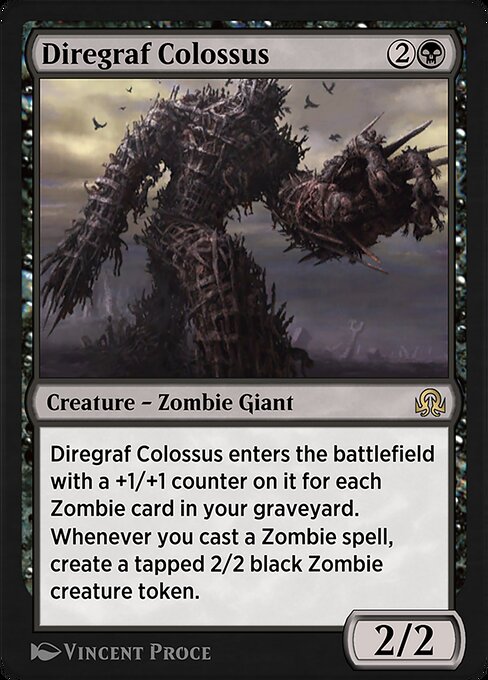 Diregraf Colossus 2
Creature – Zombie Giant
Diregraf Colossus enters the battlefield
with a +1/+1 counter on it for each
Zombie card in your graveyard.
Whenever you cast a Zombie spell,
create a tapped 2/2 black Zombie
creature token.
2/2
Vincent Proce